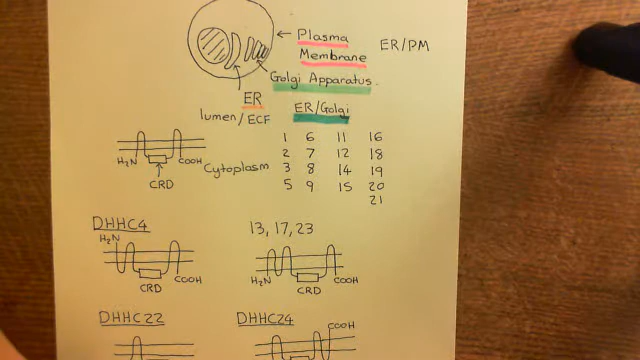 Plasma
Membrane
ER/PM
Golgi Apparatus.
ER
ER/Golgi
lumen/ECF
1 6 11 16
2 7 12 18
3 8 14 19
5 9 15 20
21
H₂N
COOH
Cytoplasm
CRD
DHHC4
13, 17, 23
H₂N
COOH
CRD
H₂N
COOH
CRD
DHHC22
DHHC24
COOH